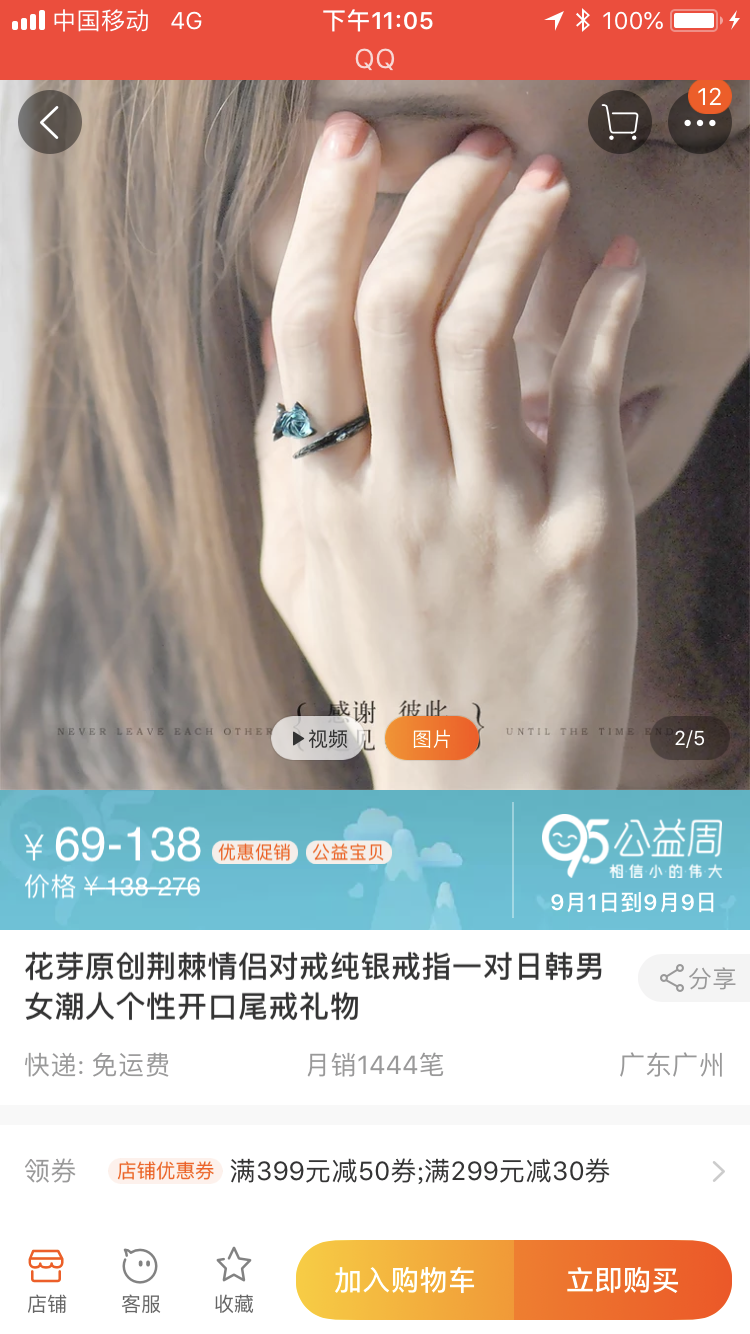 中国移动 4G 下午11:05 100%
QQ
12
感谢 彼此
NEVER LEAVE EACH OTHER
UNTIL THE TIME END
视频
见
图片
2/5
¥ 69-138 优惠促销 公益宝贝
价格 ¥ 138-276
95公益周
相信小的伟大
9月1日到9月9日
花芽原创荆棘情侣对戒纯银戒指一对日韩男
女潮人个性开口尾戒礼物
分享
快递: 免运费 月销1444笔 广东广州
领券 店铺优惠券 满399元减50券;满299元减30券
店铺 客服 收藏 加入购物车 立即购买